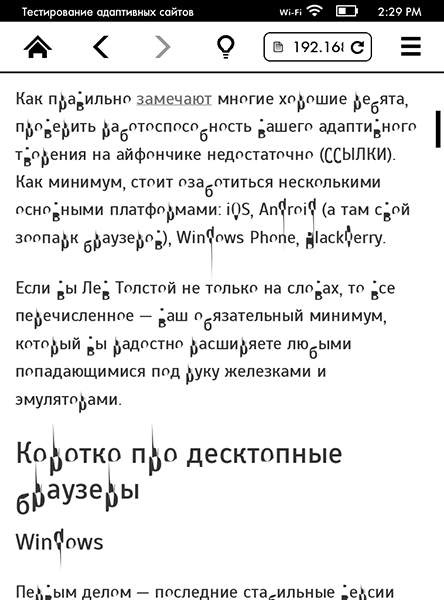 Тестирование адаптивных сайтов Wi-Fi 2:29 PM
192.168
Как правильно замечают многие хорошие ребята,
проверить работоспособность вашего адаптивного
творения на айфончике недостаточно (ССЫЛКИ).
Как минимум, стоит озаботиться несколькими
основными платформами: iOS, Android (а там свой
зоопарк браузеров), Windows Phone, Blackberry.
Если вы Лев Толстой не только на словах, то все
перечисленное — ваш обязательный минимум,
который вы радостно расширяете любыми
попадающимися под руку железками и
эмуляторами.
Коротко про десктопные
браузеры
Windows
Первым делом — последние стабильные версии